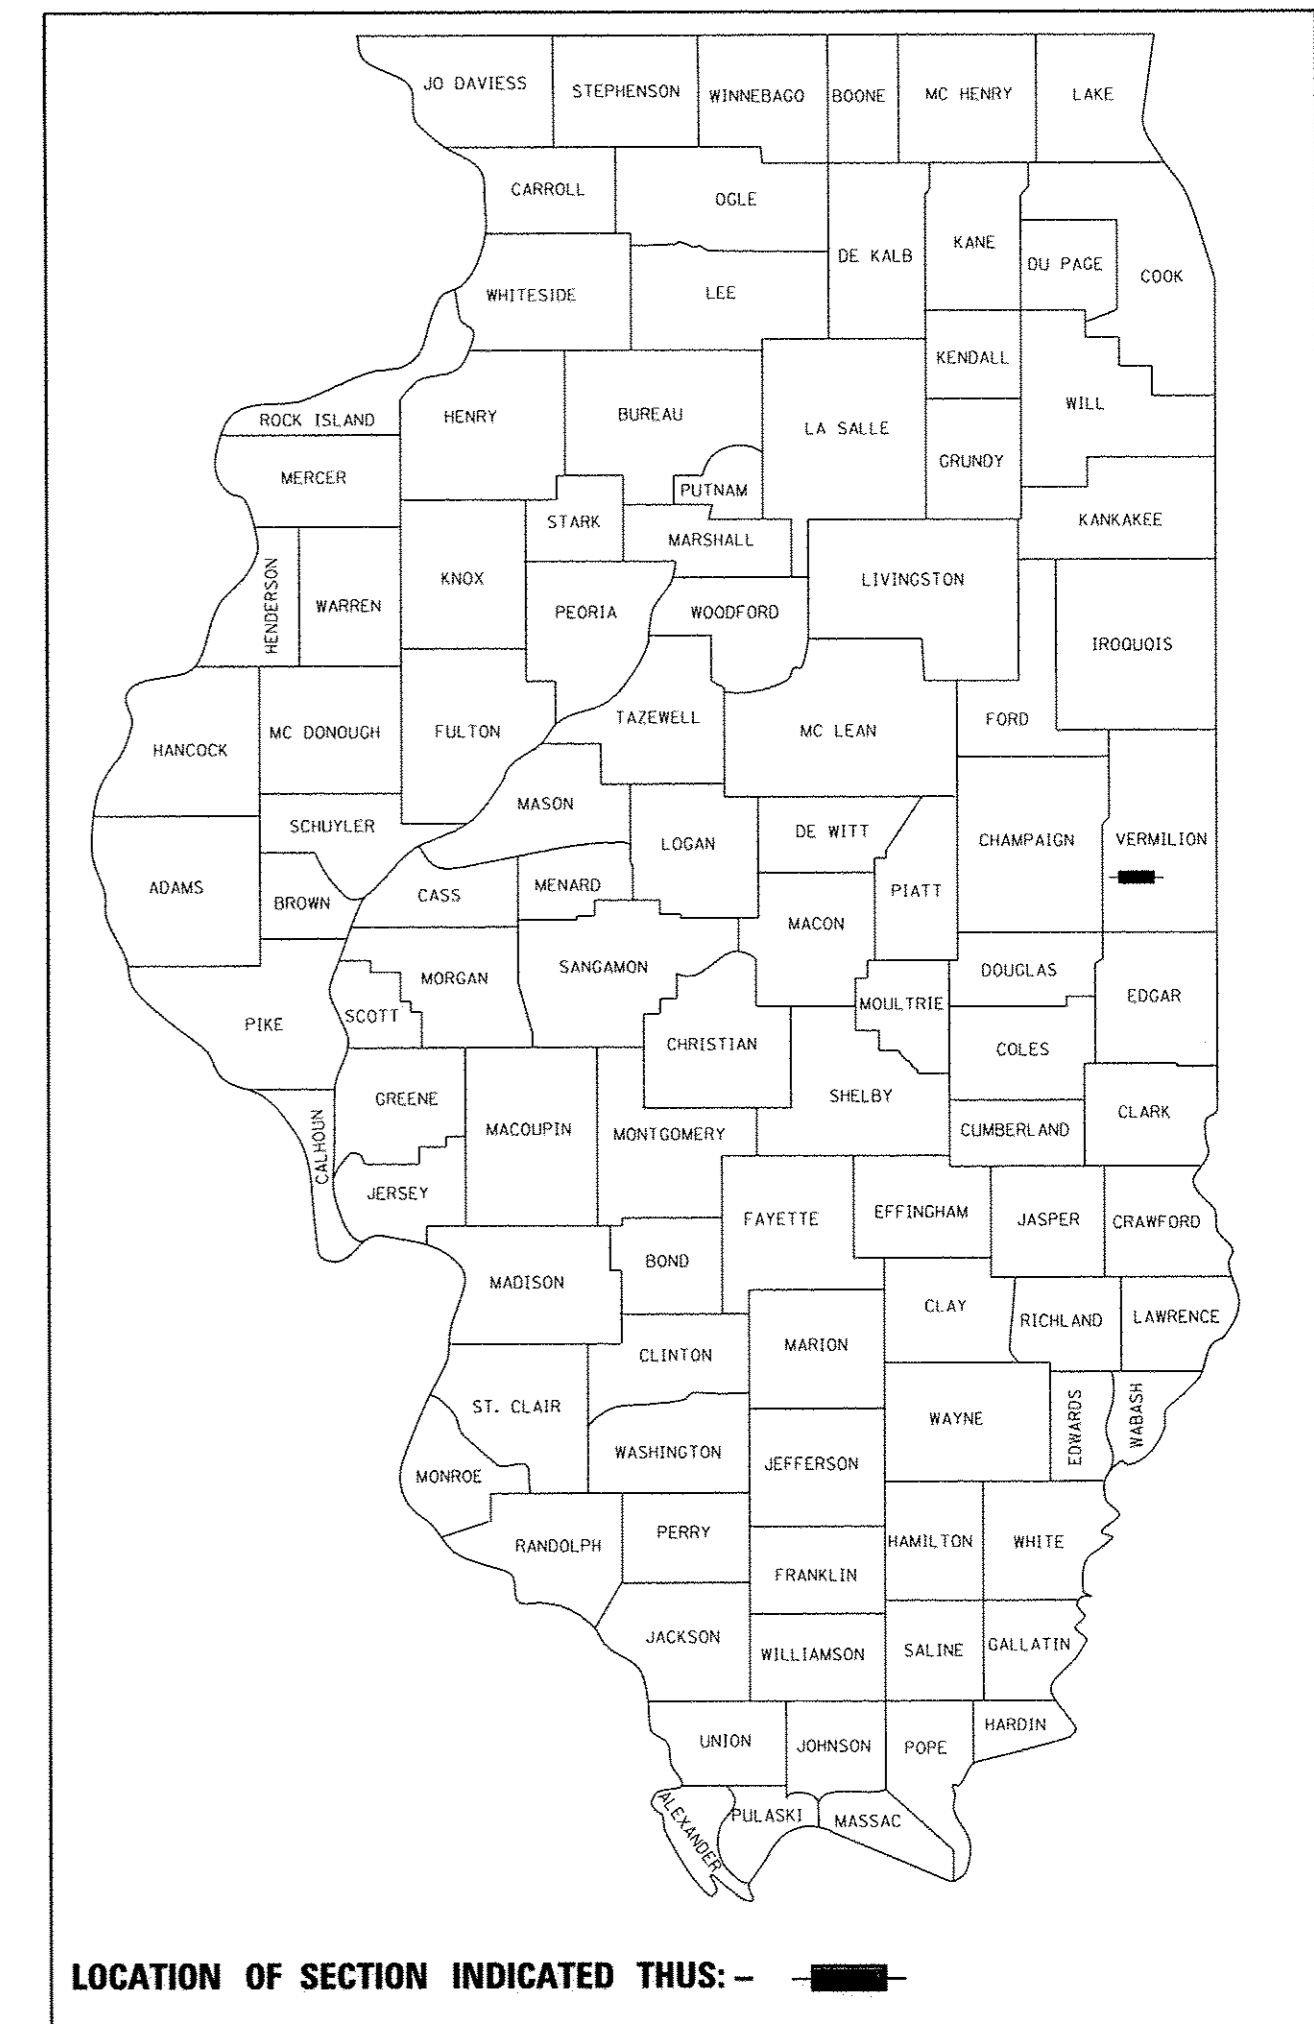 JO DAVIESS
STEPHENSON
WINNEBAGO
BOONE
MC HENRY
LAKE
CARROLL
OGLE
DE KALB
KANE
DU PAGE
COOK
WHITESIDE
LEE
KENDALL
ROCK ISLAND
HENRY
BUREAU
LA SALLE
WILL
MERCER
PUTNAM
GRUNDY
STARK
MARSHALL
KANKAKEE
HENDERSON
WARREN
KNOX
PEORIA
WOODFORD
LIVINGSTON
IROQUOIS
HANCOCK
MC DONOUGH
FULTON
TAZEWELL
MC LEAN
FORD
SCHUYLER
MASON
LOGAN
DE WITT
CHAMPAIGN
VERMILION
ADAMS
BROWN
CASS
MENARD
MACON
PIATT
PIKE
SCOTT
MORGAN
SANGAMON
CHRISTIAN
MOULTRIE
DOUGLAS
EDGAR
COLES
CALHOUN
GREENE
MACOUPIN
MONTGOMERY
SHELBY
CUMBERLAND
CLARK
JERSEY
FAYETTE
EFFINGHAM
JASPER
CRAWFORD
MADISON
BOND
CLAY
RICHLAND
LAWRENCE
CLINTON
MARION
ST. CLAIR
WASHINGTON
WAYNE
EDWARDS
WABASH
MONROE
JEFFERSON
RANDOLPH
PERRY
HAMILTON
WHITE
FRANKLIN
JACKSON
WILLIAMSON
SALINE
GALLATIN
UNION
JOHNSON
POPE
HARDIN
ALEXANDER
PULASKI
MASSAC
LOCATION OF SECTION INDICATED THUS: –